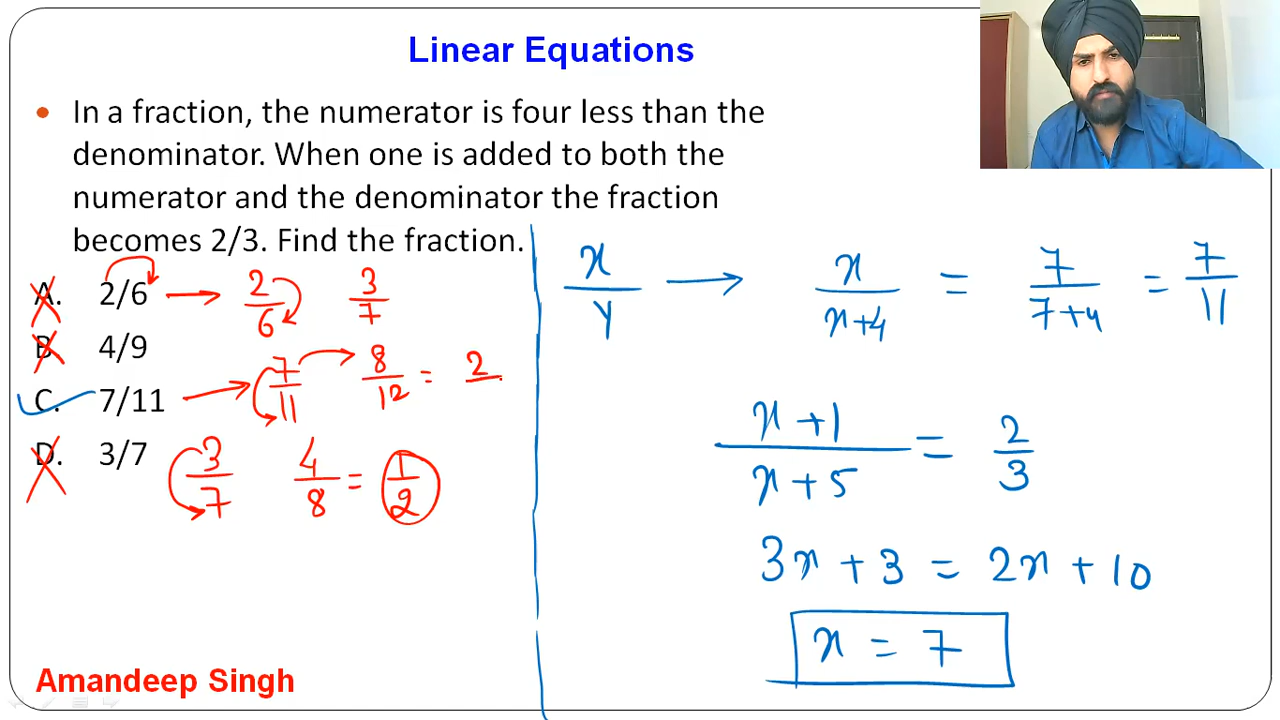 Linear Equations
• In a fraction, the numerator is four less than the
denominator. When one is added to both the
numerator and the denominator the fraction
becomes 2/3. Find the fraction.
A. 2/6 → 2/6 3/7
B. 4/9
C. 7/11 → 7/11 → 8/12 = 2/
D. 3/7 3/7 4/8 = 1/2
x/y → x/(x+4) = 7/(7+4) = 7/11
(x+1)/(x+5) = 2/3
3x + 3 = 2x + 10
x = 7
Amandeep Singh